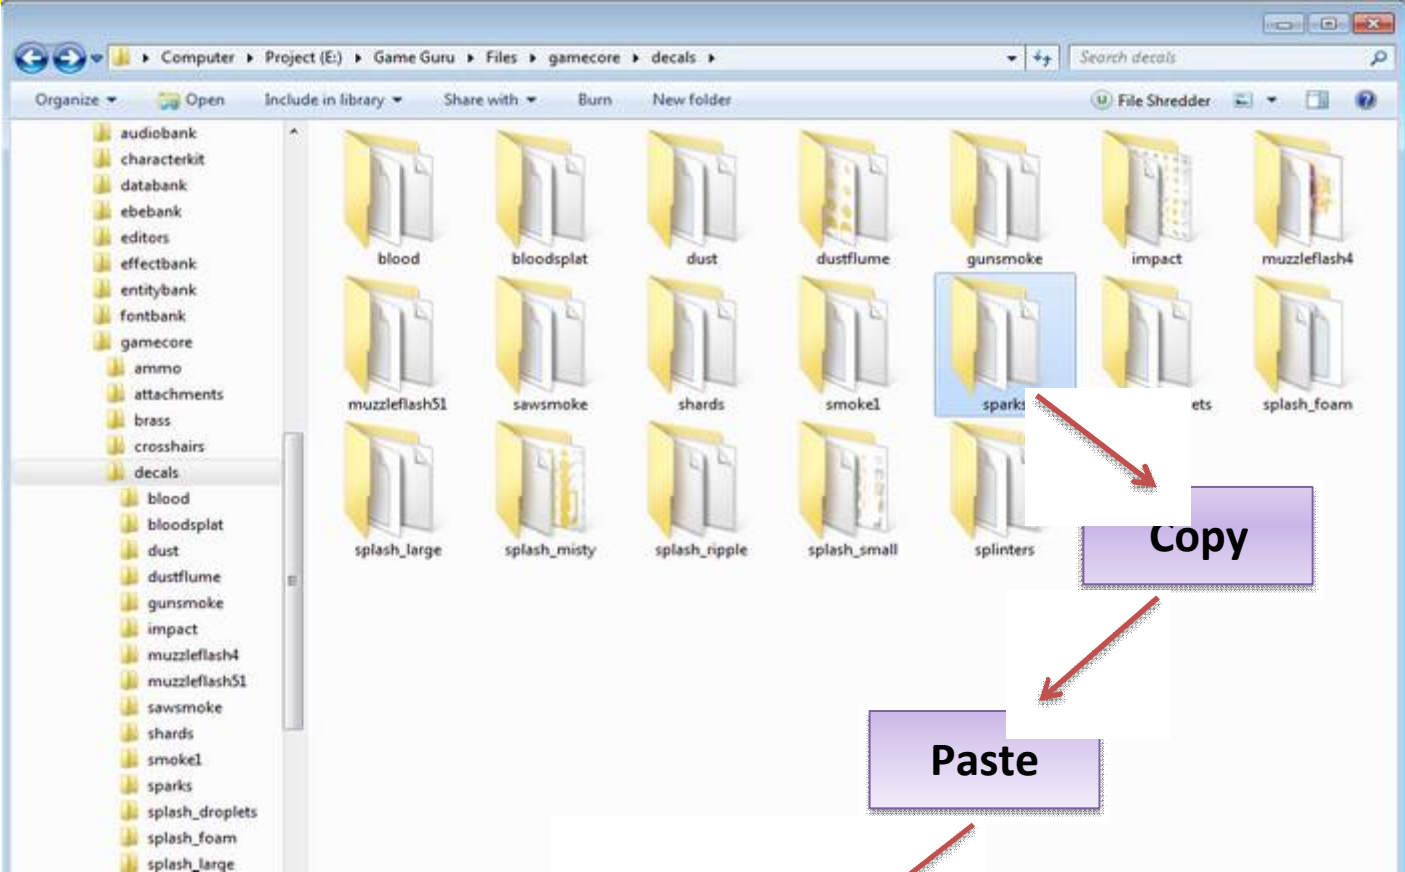 Computer Project (E:) Game Guru Files gamecore decals
Search decals
Organize Open Include in library Share with Burn New folder File Shredder
audiobank
characterkit
databank
ebebank
editors
effectbank
entitybank
fontbank
gamecore
ammo
attachments
brass
crosshairs
decals
blood
bloodsplat
dust
dustflume
gunsmoke
impact
muzzleflash4
muzzleflash51
sawsmoke
shards
smoke1
sparks
splash_droplets
splash_foam
splash_large
blood bloodsplat dust dustflume gunsmoke impact muzzleflash4
muzzleflash51 sawsmoke shards smoke1 sparks ets splash_foam
splash_large splash_misty splash_ripple splash_small splinters
Copy
Paste